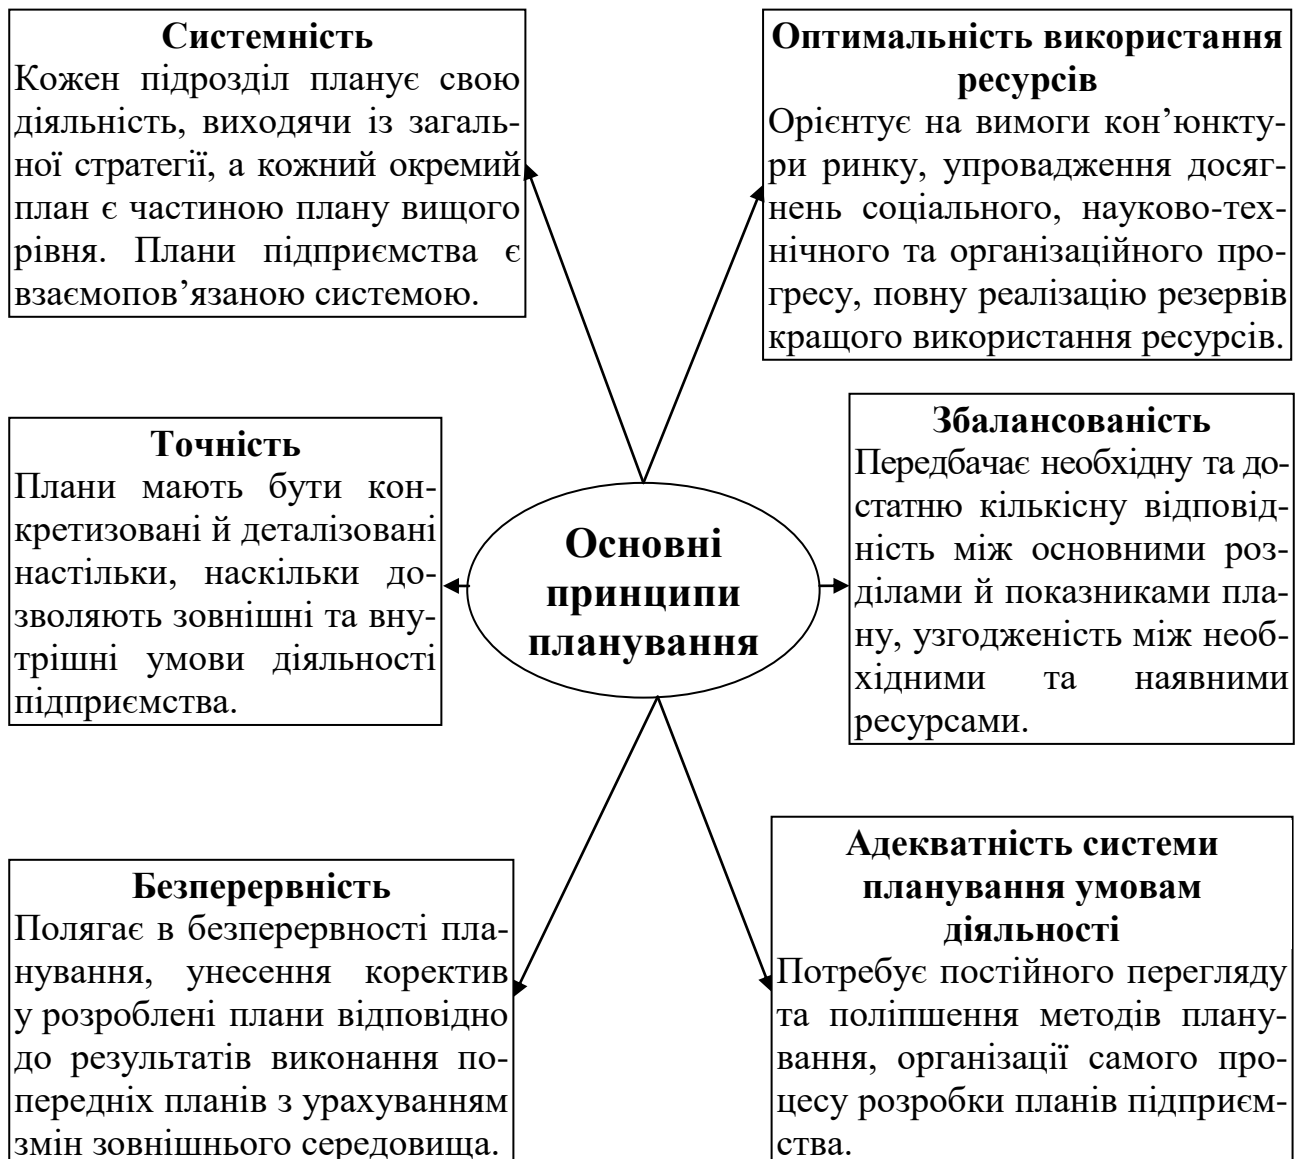 Системність
Кожен підрозділ планує свою
діяльність, виходячи із загаль-
ної стратегії, а кожний окремий
план є частиною плану вищого
рівня. Плани підприємства є
взаємопов’язаною системою.
Оптимальність використання
ресурсів
Орієнтує на вимоги кон’юнкту-
ри ринку, упровадження досяг-
нень соціального, науково-тех-
нічного та організаційного про-
гресу, повну реалізацію резервів
кращого використання ресурсів.
Точність
Плани мають бути кон-
кретизовані й деталізовані
настільки, наскільки до-
зволяють зовнішні та вну-
трішні умови діяльності
підприємства.
Основні
принципи
планування
Збалансованість
Передбачає необхідну та до-
статню кількісну відповід-
ність між основними роз-
ділами й показниками пла-
ну, узгодженість між необ-
хідними та наявними
ресурсами.
Безперервність
Полягає в безперервності пла-
нування, унесення коректив
у розроблені плани відповідно
до результатів виконання по-
передніх планів з урахуванням
змін зовнішнього середовища.
Адекватність системи
планування умовам
діяльності
Потребує постійного перегляду
та поліпшення методів плану-
вання, організації самого про-
цесу розробки планів підприєм-
ства.